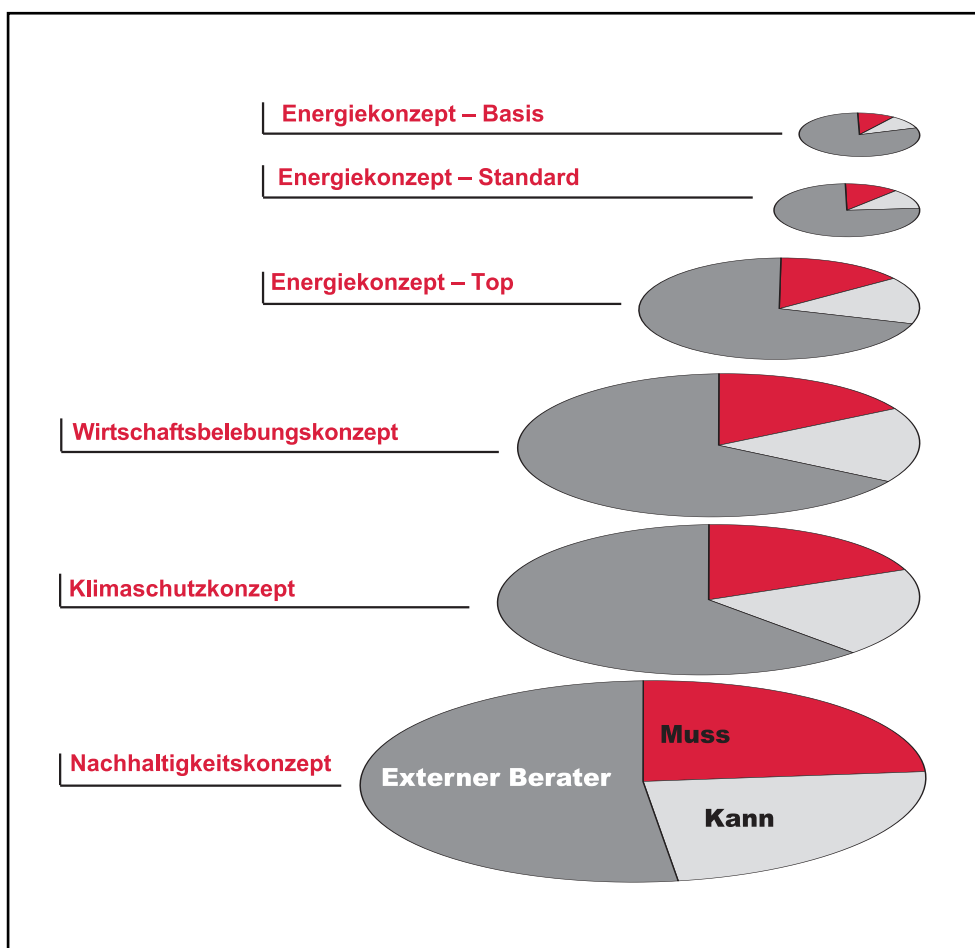 Energiekonzept – Basis
Energiekonzept – Standard
Energiekonzept – Top
Wirtschaftsbelebungskonzept
Klimaschutzkonzept
Nachhaltigkeitskonzept
Muss
Externer Berater
Kann